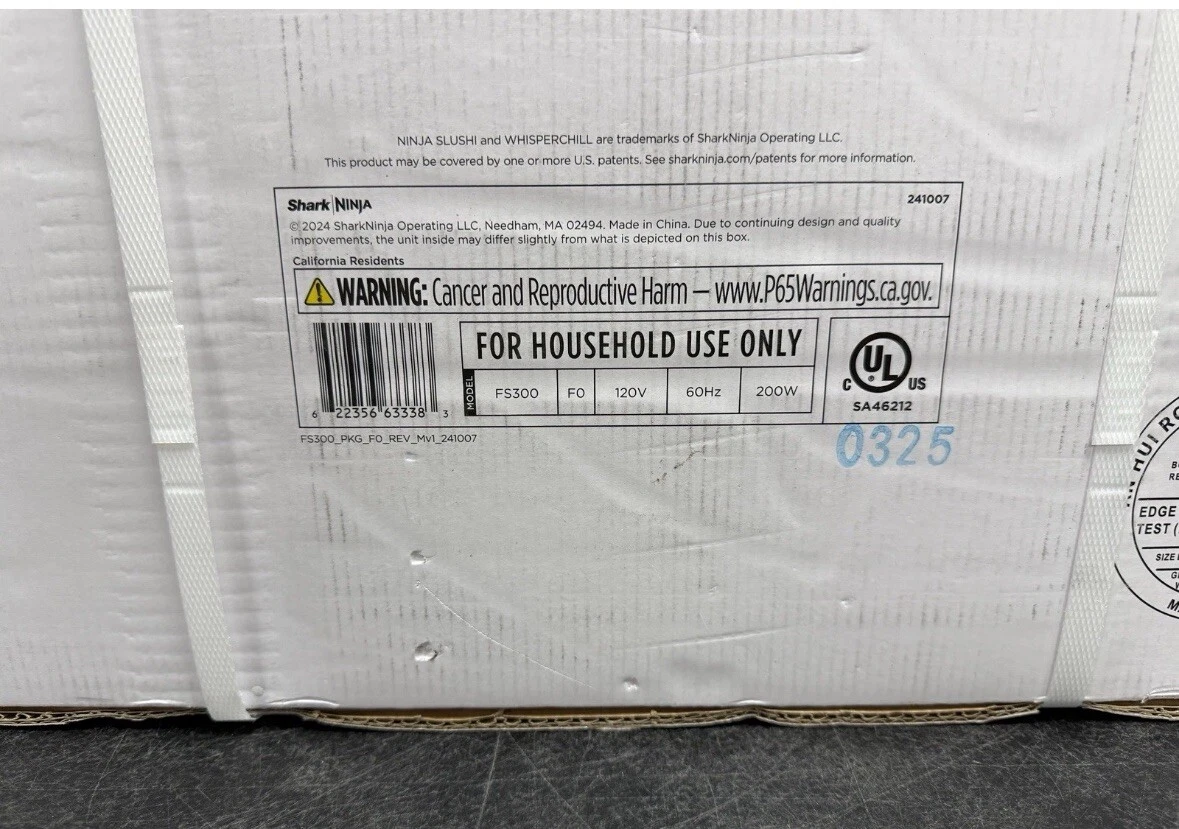 NINJA SLUSHI and WHISPERCHILL are trademarks of SharkNinja Operating LLC.
This product may be covered by one or more U.S. patents. See sharkninja.com/patents for more information.
Shark NINJA
241007
© 2024 SharkNinja Operating LLC, Needham, MA 02494. Made in China. Due to continuing design and quality
improvements, the unit inside may differ slightly from what is depicted on this box.
California Residents
WARNING: Cancer and Reproductive Harm — www.P65Warnings.ca.gov.
6 22356 63338 3
FOR HOUSEHOLD USE ONLY
MODEL FS300 F0 120V 60Hz 200W
C UL US
SA46212
FS300_PKG_F0_REV_Mv1_241007
0325
HUI
EDGE
TEST (
SIZE